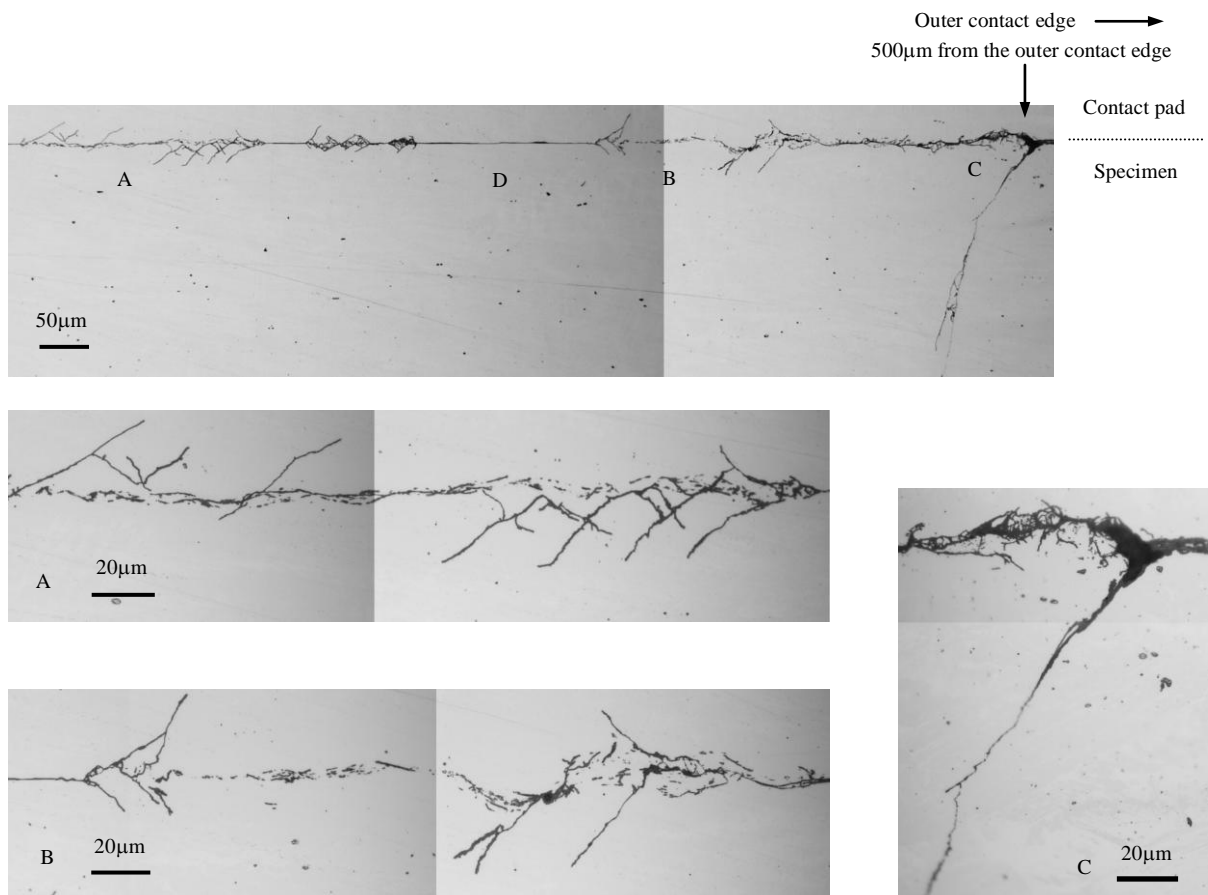 Outer contact edge
500μm from the outer contact edge
Contact pad
Specimen
A
D
B
C
50μm
A
20μm
B
20μm
C
20μm